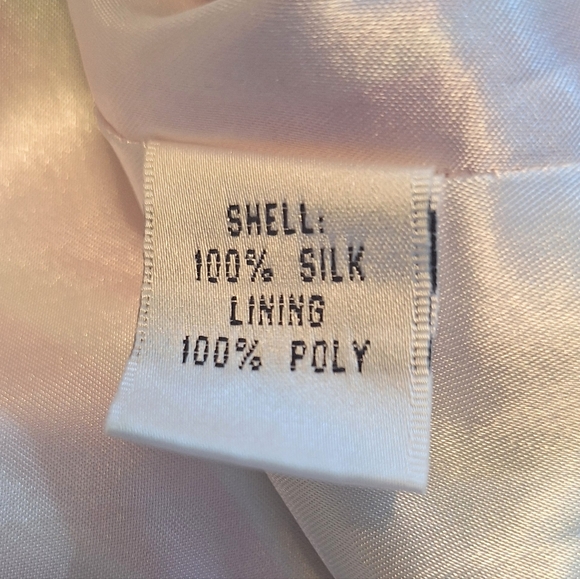 SHELL:
100% SILK
LINING
100% POLY